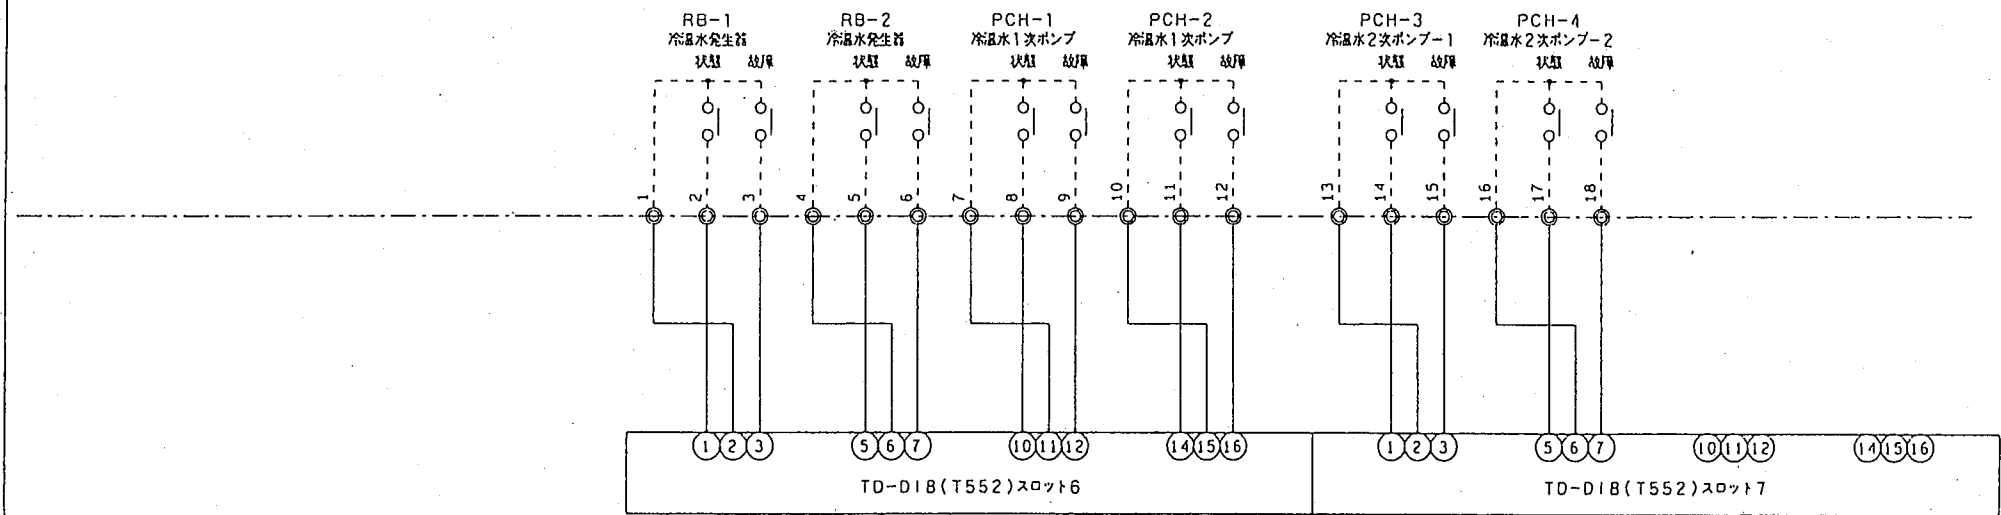 RB-1 RB-2 PCH-1 PCH-2 PCH-3 PCH-4
冷温水発生器 冷温水発生器 冷温水1次ポンプ 冷温水1次ポンプ 冷温水2次ポンプ-1 冷温水2次ポンプ-2
状態 故障 状態 故障 状態 故障 状態 故障 状態 故障 状態 故障
1 2 3 4 5 6 7 8 9 10 11 12 13 14 15 16 17 18
1 2 3 5 6 7 10 11 12 14 15 16 1 2 3 5 6 7 10 11 12 14 15 16
TD-DI8(T552)スロット6 TD-DI8(T552)スロット7